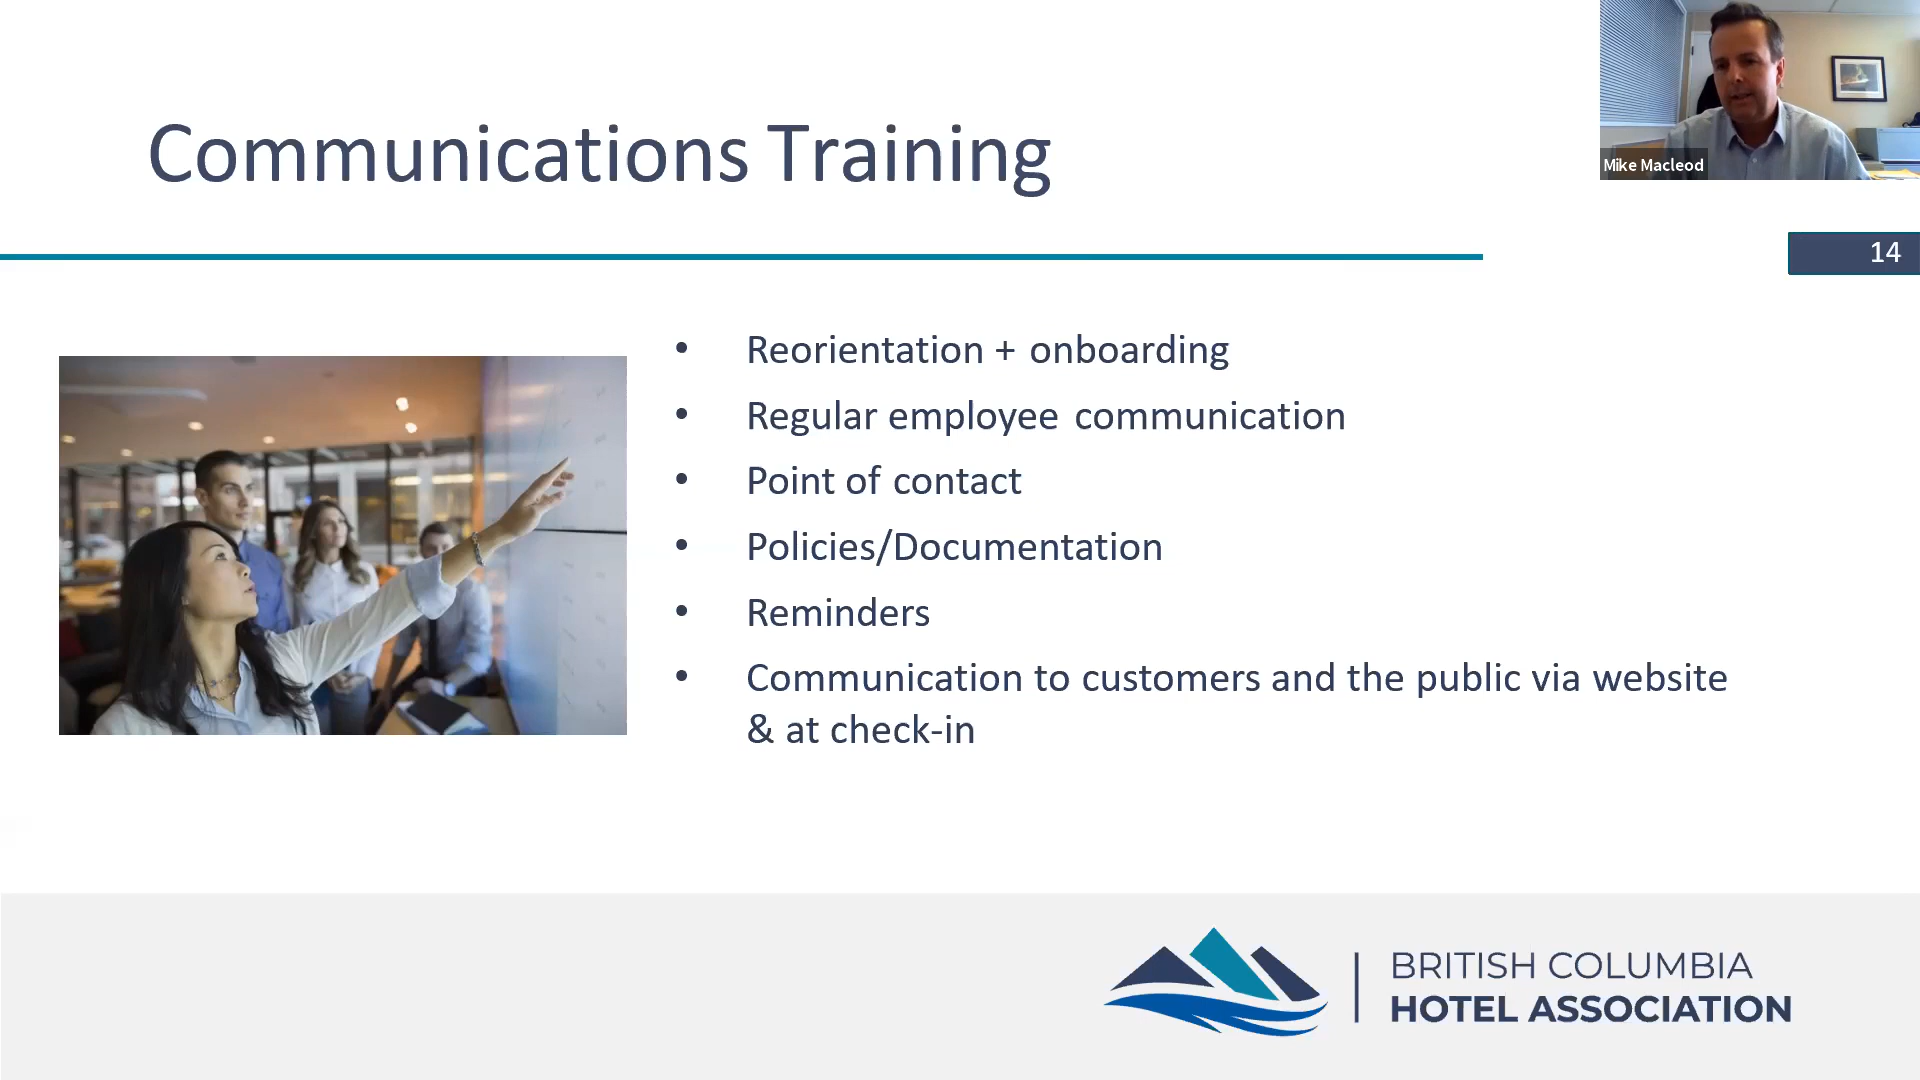 Communications Training
Mike Macleod
14
• Reorientation + onboarding
• Regular employee communication
• Point of contact
• Policies/Documentation
• Reminders
• Communication to customers and the public via website
& at check-in
BRITISH COLUMBIA
HOTEL ASSOCIATION